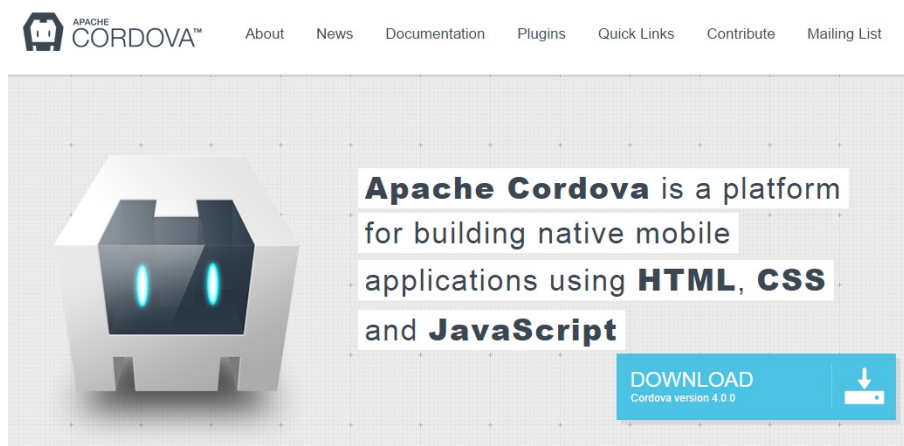 APACHE
CORDOVA™
About News Documentation Plugins Quick Links Contribute Mailing List
Apache Cordova is a platform
for building native mobile
applications using HTML, CSS
and JavaScript
DOWNLOAD
Cordova version 4.0.0